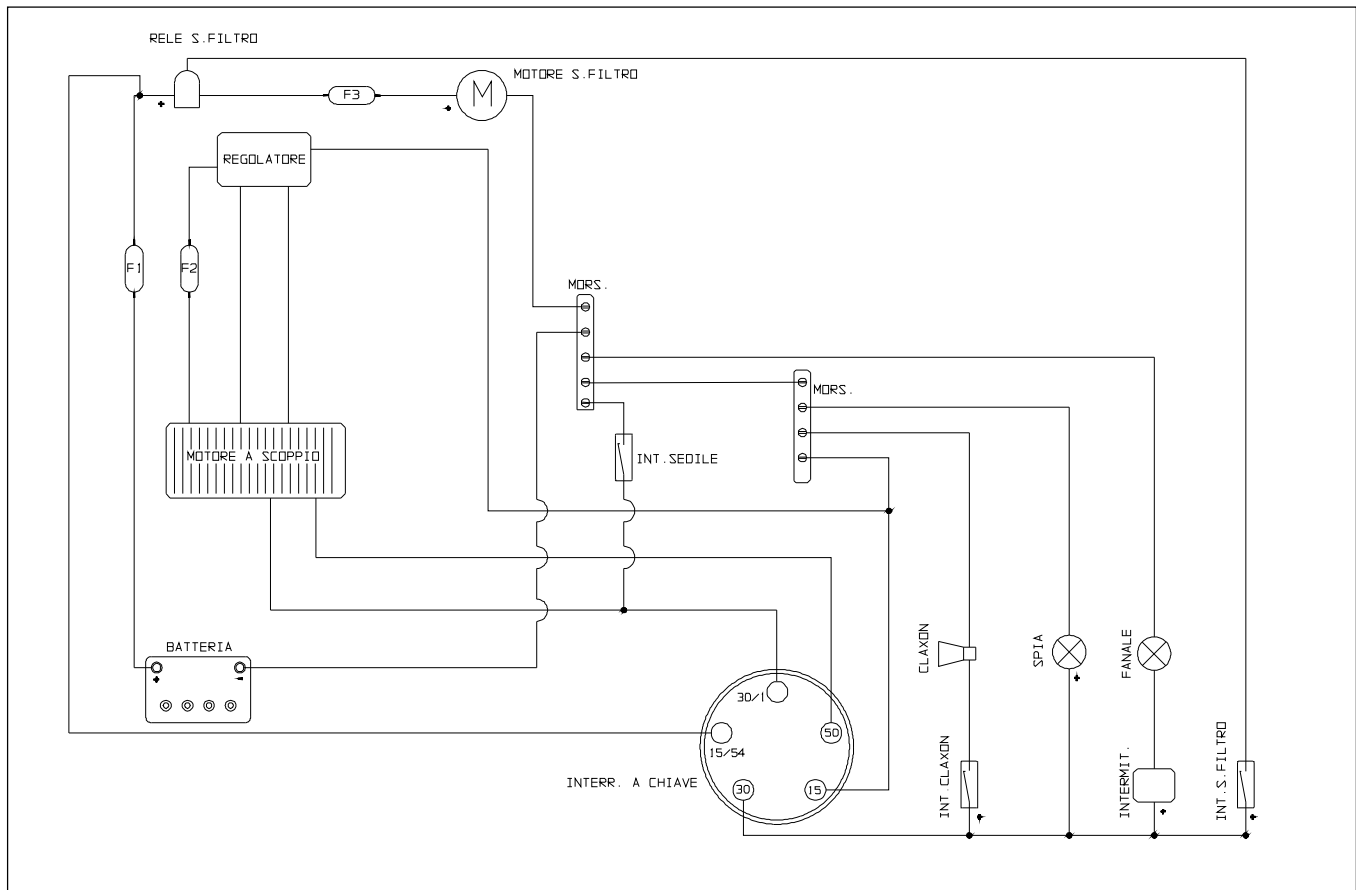 RELE S.FILTRO
MOTORE S.FILTRO
+
F3
+
M
REGOLATORE
F1
F2
MORS.
MORS.
MOTORE A SCOPPIO
INT.SEDILE
BATTERIA
+
-
CLAXON
SPIA
+
FANALE
30/1
50
15/54
INTERR. A CHIAVE
30
15
INT.CLAXON
+
INTERMIT.
+
INT.S.FILTRO
+